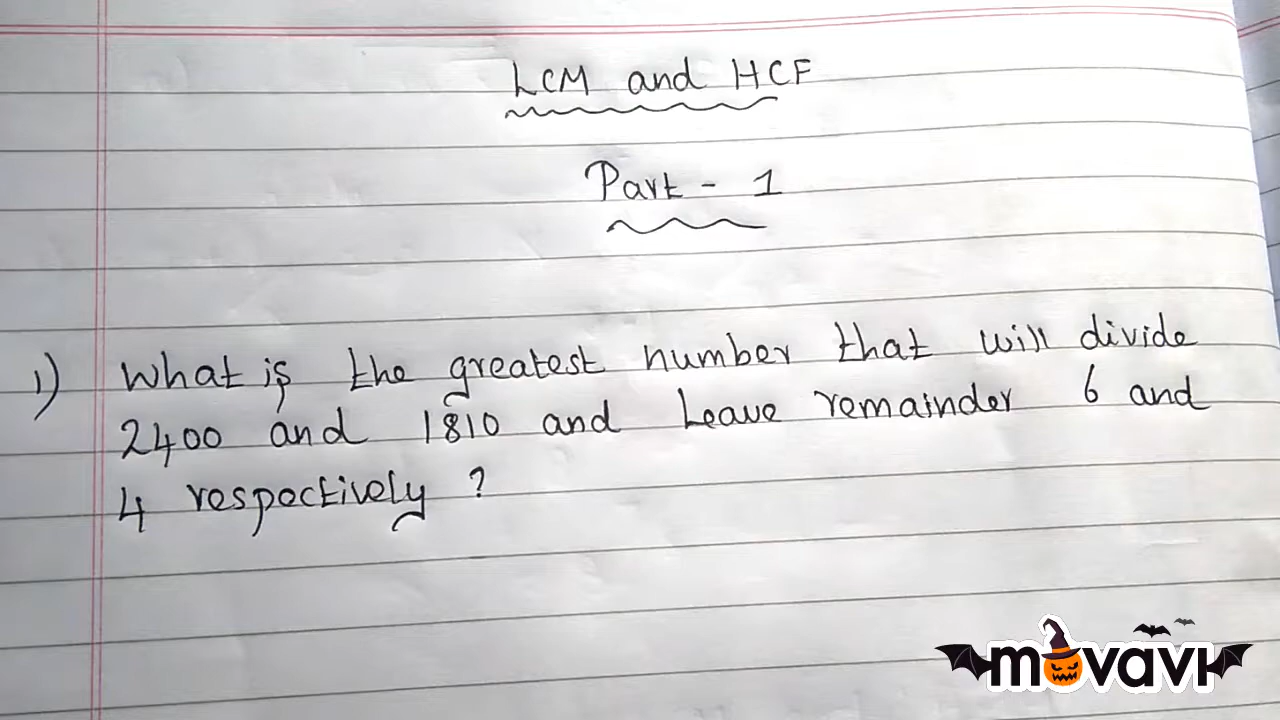 LCM and HCF
Part - 1
1) What is the greatest number that will divide
2400 and 1810 and Leave remainder 6 and
4 respectively ?
movavi